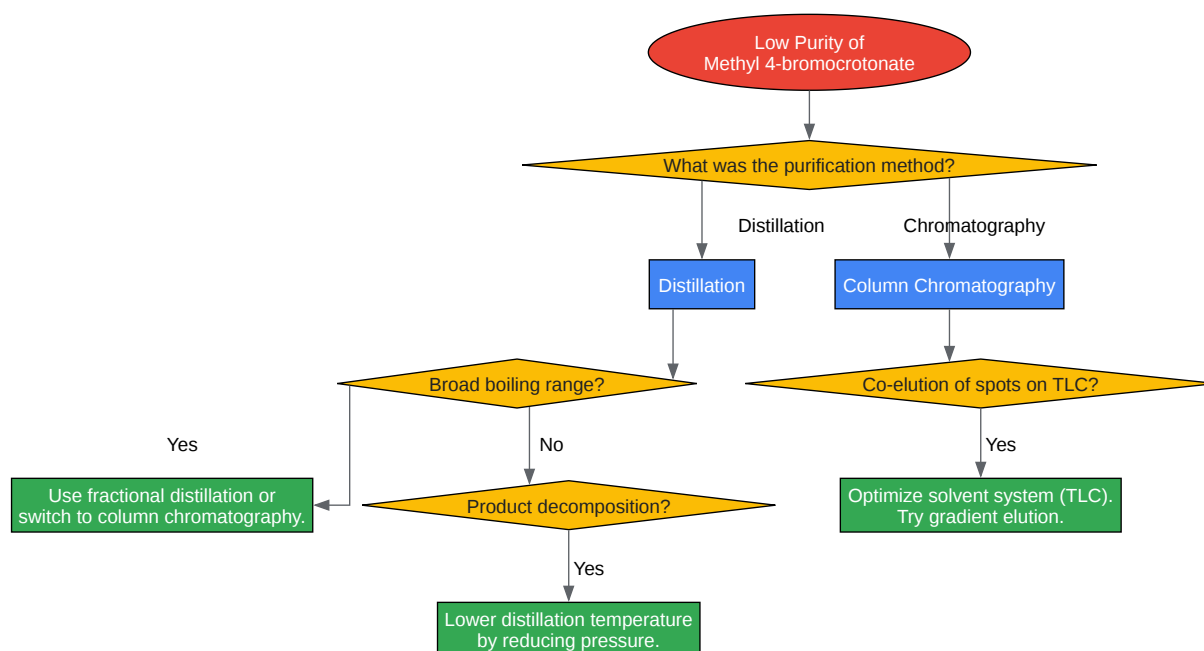 Low Purity of
Methyl 4-bromocrotonate
What was the purification method?
Distillation
Chromatography
Distillation
Column Chromatography
Broad boiling range?
Co-elution of spots on TLC?
Yes
No
Yes
Use fractional distillation or
switch to column chromatography.
Product decomposition?
Optimize solvent system (TLC).
Try gradient elution.
Yes
Lower distillation temperature
by reducing pressure.